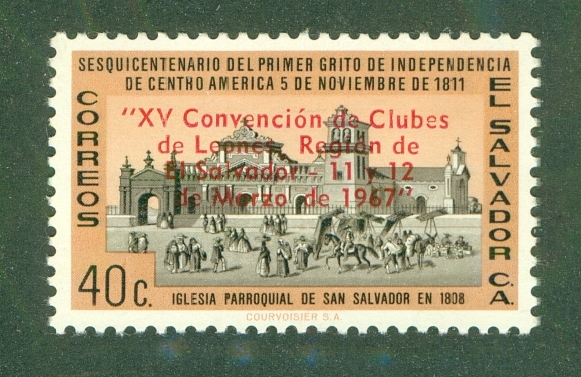 SESQUICENTENARIO DEL PRIMER GRITO DE INDEPENDENCIA
DE CENTRO AMERICA 5 DE NOVIEMBRE DE 1811
CORREOS
EL SALVADOR C.A.
"XV Convención de Clubes
de Leones, Región de
El Salvador - 11 y 12
de Marzo de 1967"
40c.
IGLESIA PARROQUIAL DE SAN SALVADOR EN 1808
COURVOISIER S.A.